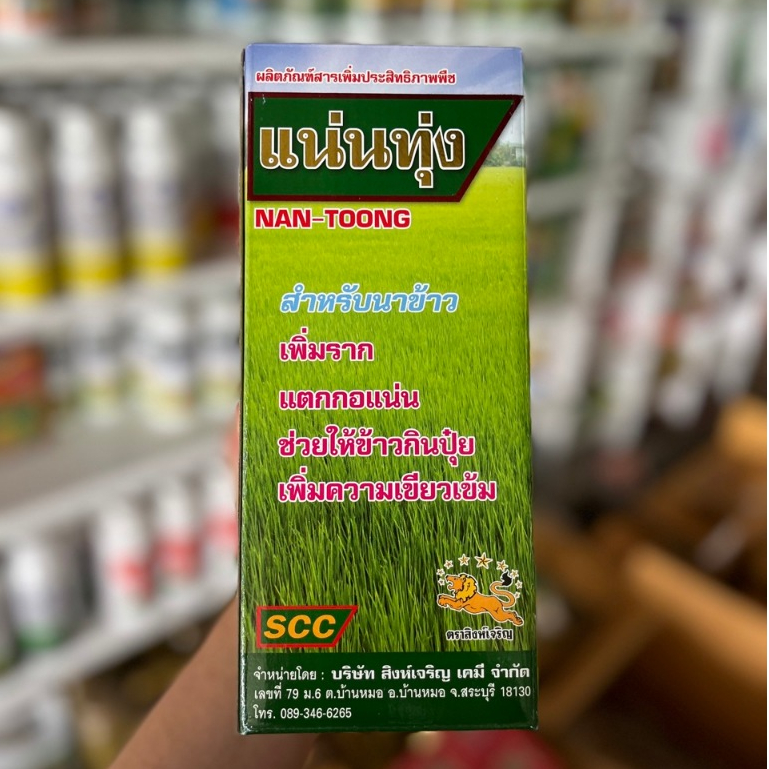 ผลิตภัณฑ์สารเพิ่มประสิทธิภาพพืช
แน่นทุ่ง
NAN-TOONG
สำหรับนาข้าว
เพิ่มราก
แตกกอแน่น
ช่วยให้ข้าวกินปุ๋ย
เพิ่มความเขียวเข้ม
ตราสิงห์เจริญ
SCC
จำหน่ายโดย : บริษัท สิงห์เจริญ เคมี จำกัด
เลขที่ 79 ม.6 ต.บ้านหมอ อ.บ้านหมอ จ.สระบุรี 18130
โทร. 089-346-6265